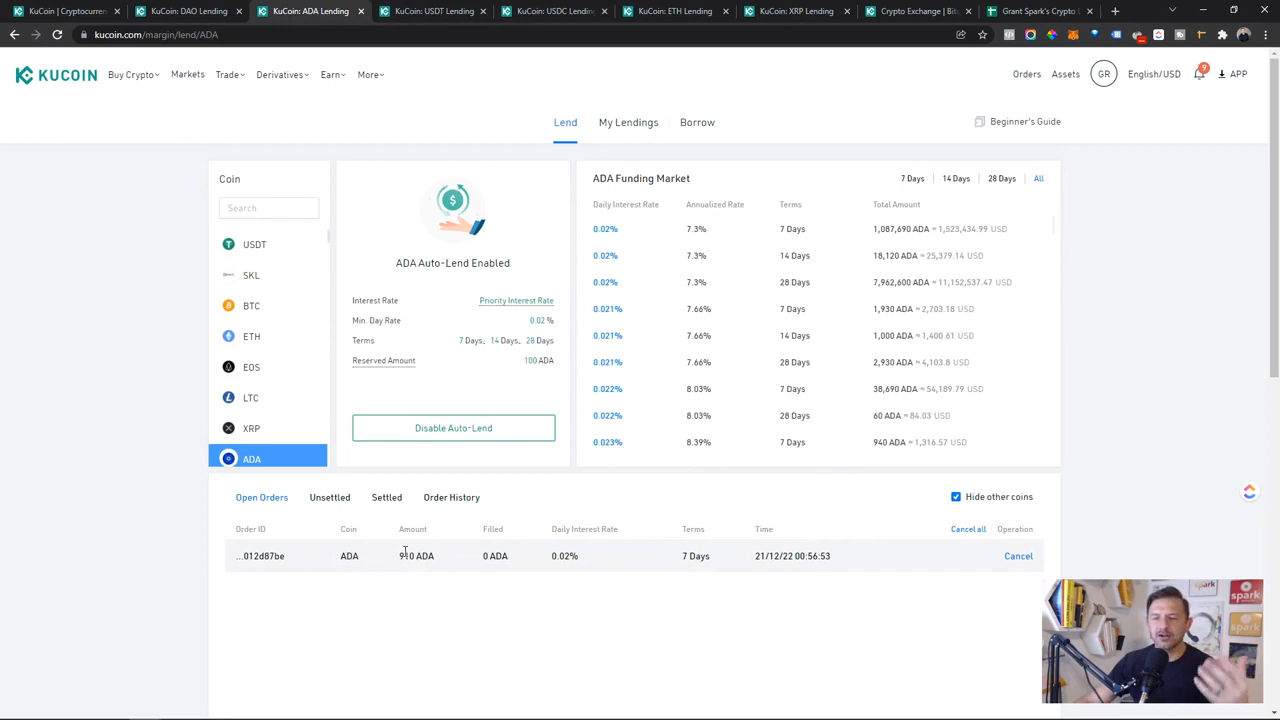 KuCoin | Cryptocurren
KuCoin: DAO Lending
KuCoin: ADA Lending
KuCoin: USDT Lending
KuCoin: USDC Lending
KuCoin: ETH Lending
KuCoin: XRP Lending
Crypto Exchange | Bit
Grant Spark's Crypto
kucoin.com/margin/lend/ADA
KUCOIN
Buy Crypto
Markets
Trade
Derivatives
Earn
More
Orders
Assets
GR
English/USD
9
APP
Lend
My Lendings
Borrow
Beginner's Guide
Coin
Search
USDT
SKL
BTC
ETH
EOS
LTC
XRP
ADA
ADA Auto-Lend Enabled
Interest Rate Priority Interest Rate
Min. Day Rate 0.02 %
Terms 7 Days、14 Days、28 Days
Reserved Amount 100 ADA
Disable Auto-Lend
ADA Funding Market
7 Days 14 Days 28 Days All
Daily Interest Rate Annualized Rate Terms Total Amount
0.02% 7.3% 7 Days 1,087,690 ADA ≈ 1,523,434.99 USD
0.02% 7.3% 14 Days 18,120 ADA ≈ 25,379.14 USD
0.02% 7.3% 28 Days 7,962,600 ADA ≈ 11,152,537.47 USD
0.021% 7.66% 7 Days 1,930 ADA ≈ 2,703.18 USD
0.021% 7.66% 14 Days 1,000 ADA ≈ 1,400.61 USD
0.021% 7.66% 28 Days 2,930 ADA ≈ 4,103.8 USD
0.022% 8.03% 7 Days 38,690 ADA ≈ 54,189.79 USD
0.022% 8.03% 28 Days 60 ADA ≈ 84.03 USD
0.023% 8.39% 7 Days 940 ADA ≈ 1,316.57 USD
Open Orders Unsettled Settled Order History
Hide other coins
Order ID Coin Amount Filled Daily Interest Rate Terms Time Cancel all Operation
...012d87be ADA 910 ADA 0 ADA 0.02% 7 Days 21/12/22 00:56:53 Cancel
spark
spark